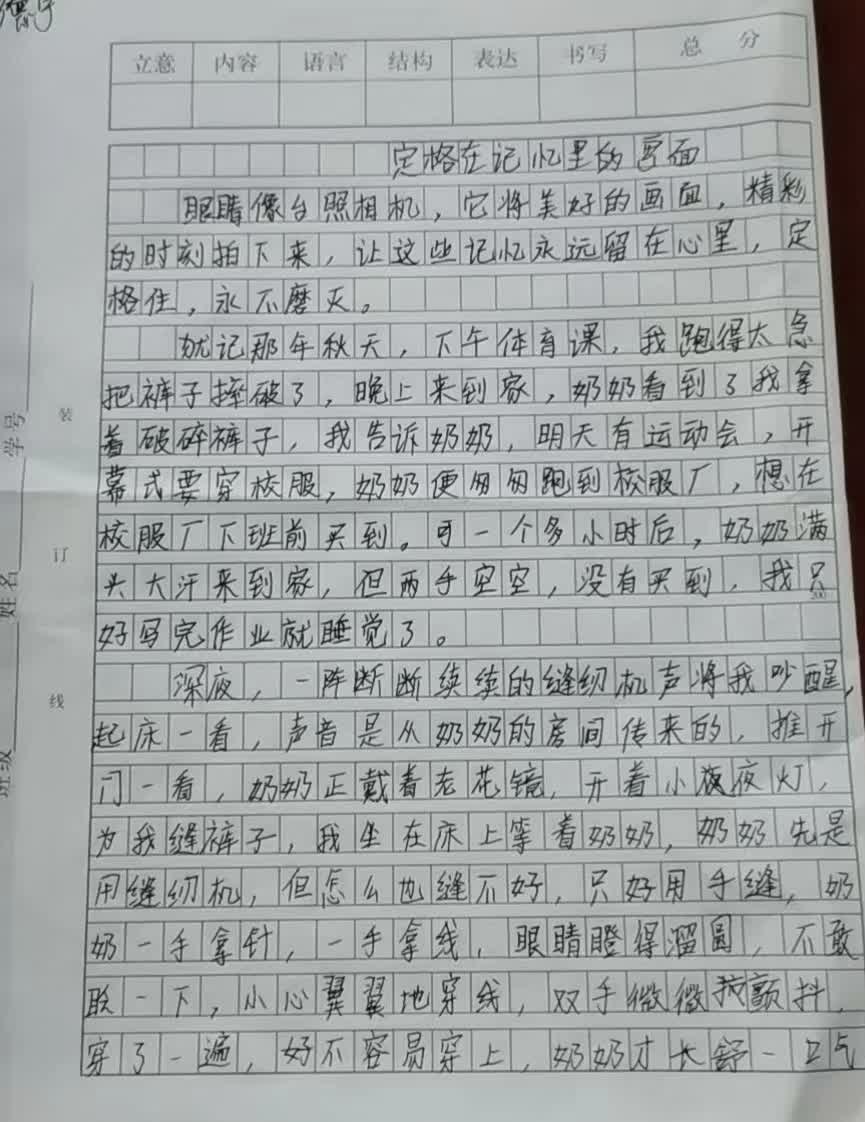 立意 内容 语言 结构 表达 书写 总分
定格在记忆里的画面
眼睛像台照相机，它将美好的画面，精彩
的时刻拍下来，让这些记忆永远留在心里，定
格住，永不磨灭。
犹记那年秋天，下午体育课，我跑得太急
把裤子摔破了，晚上来到家，奶奶看到了我拿
着破碎裤子，我告诉奶奶，明天有运动会，开
幕式要穿校服，奶奶便匆匆跑到校服厂，想在
校服厂下班前买到。可一个多小时后，奶奶满
头大汗来到家，但两手空空，没有买到，我只
200
好写完作业就睡觉了。
深夜，一阵断断续续的缝纫机声将我吵醒，
起床一看，声音是从奶奶的房间传来的，推开
门一看，奶奶正戴着老花镜，开着小夜夜灯，
为我缝裤子，我坐在床上等着奶奶，奶奶先是
用缝纫机，但怎么也缝不好，只好用手缝，奶
奶一手拿针，一手拿线，眼睛瞪得溜圆，不敢
眨一下，小心翼翼地穿线，双手微微颤抖，
穿了一遍，好不容易穿上，奶奶才长舒一口气
学号
姓名
班级
装
订
线